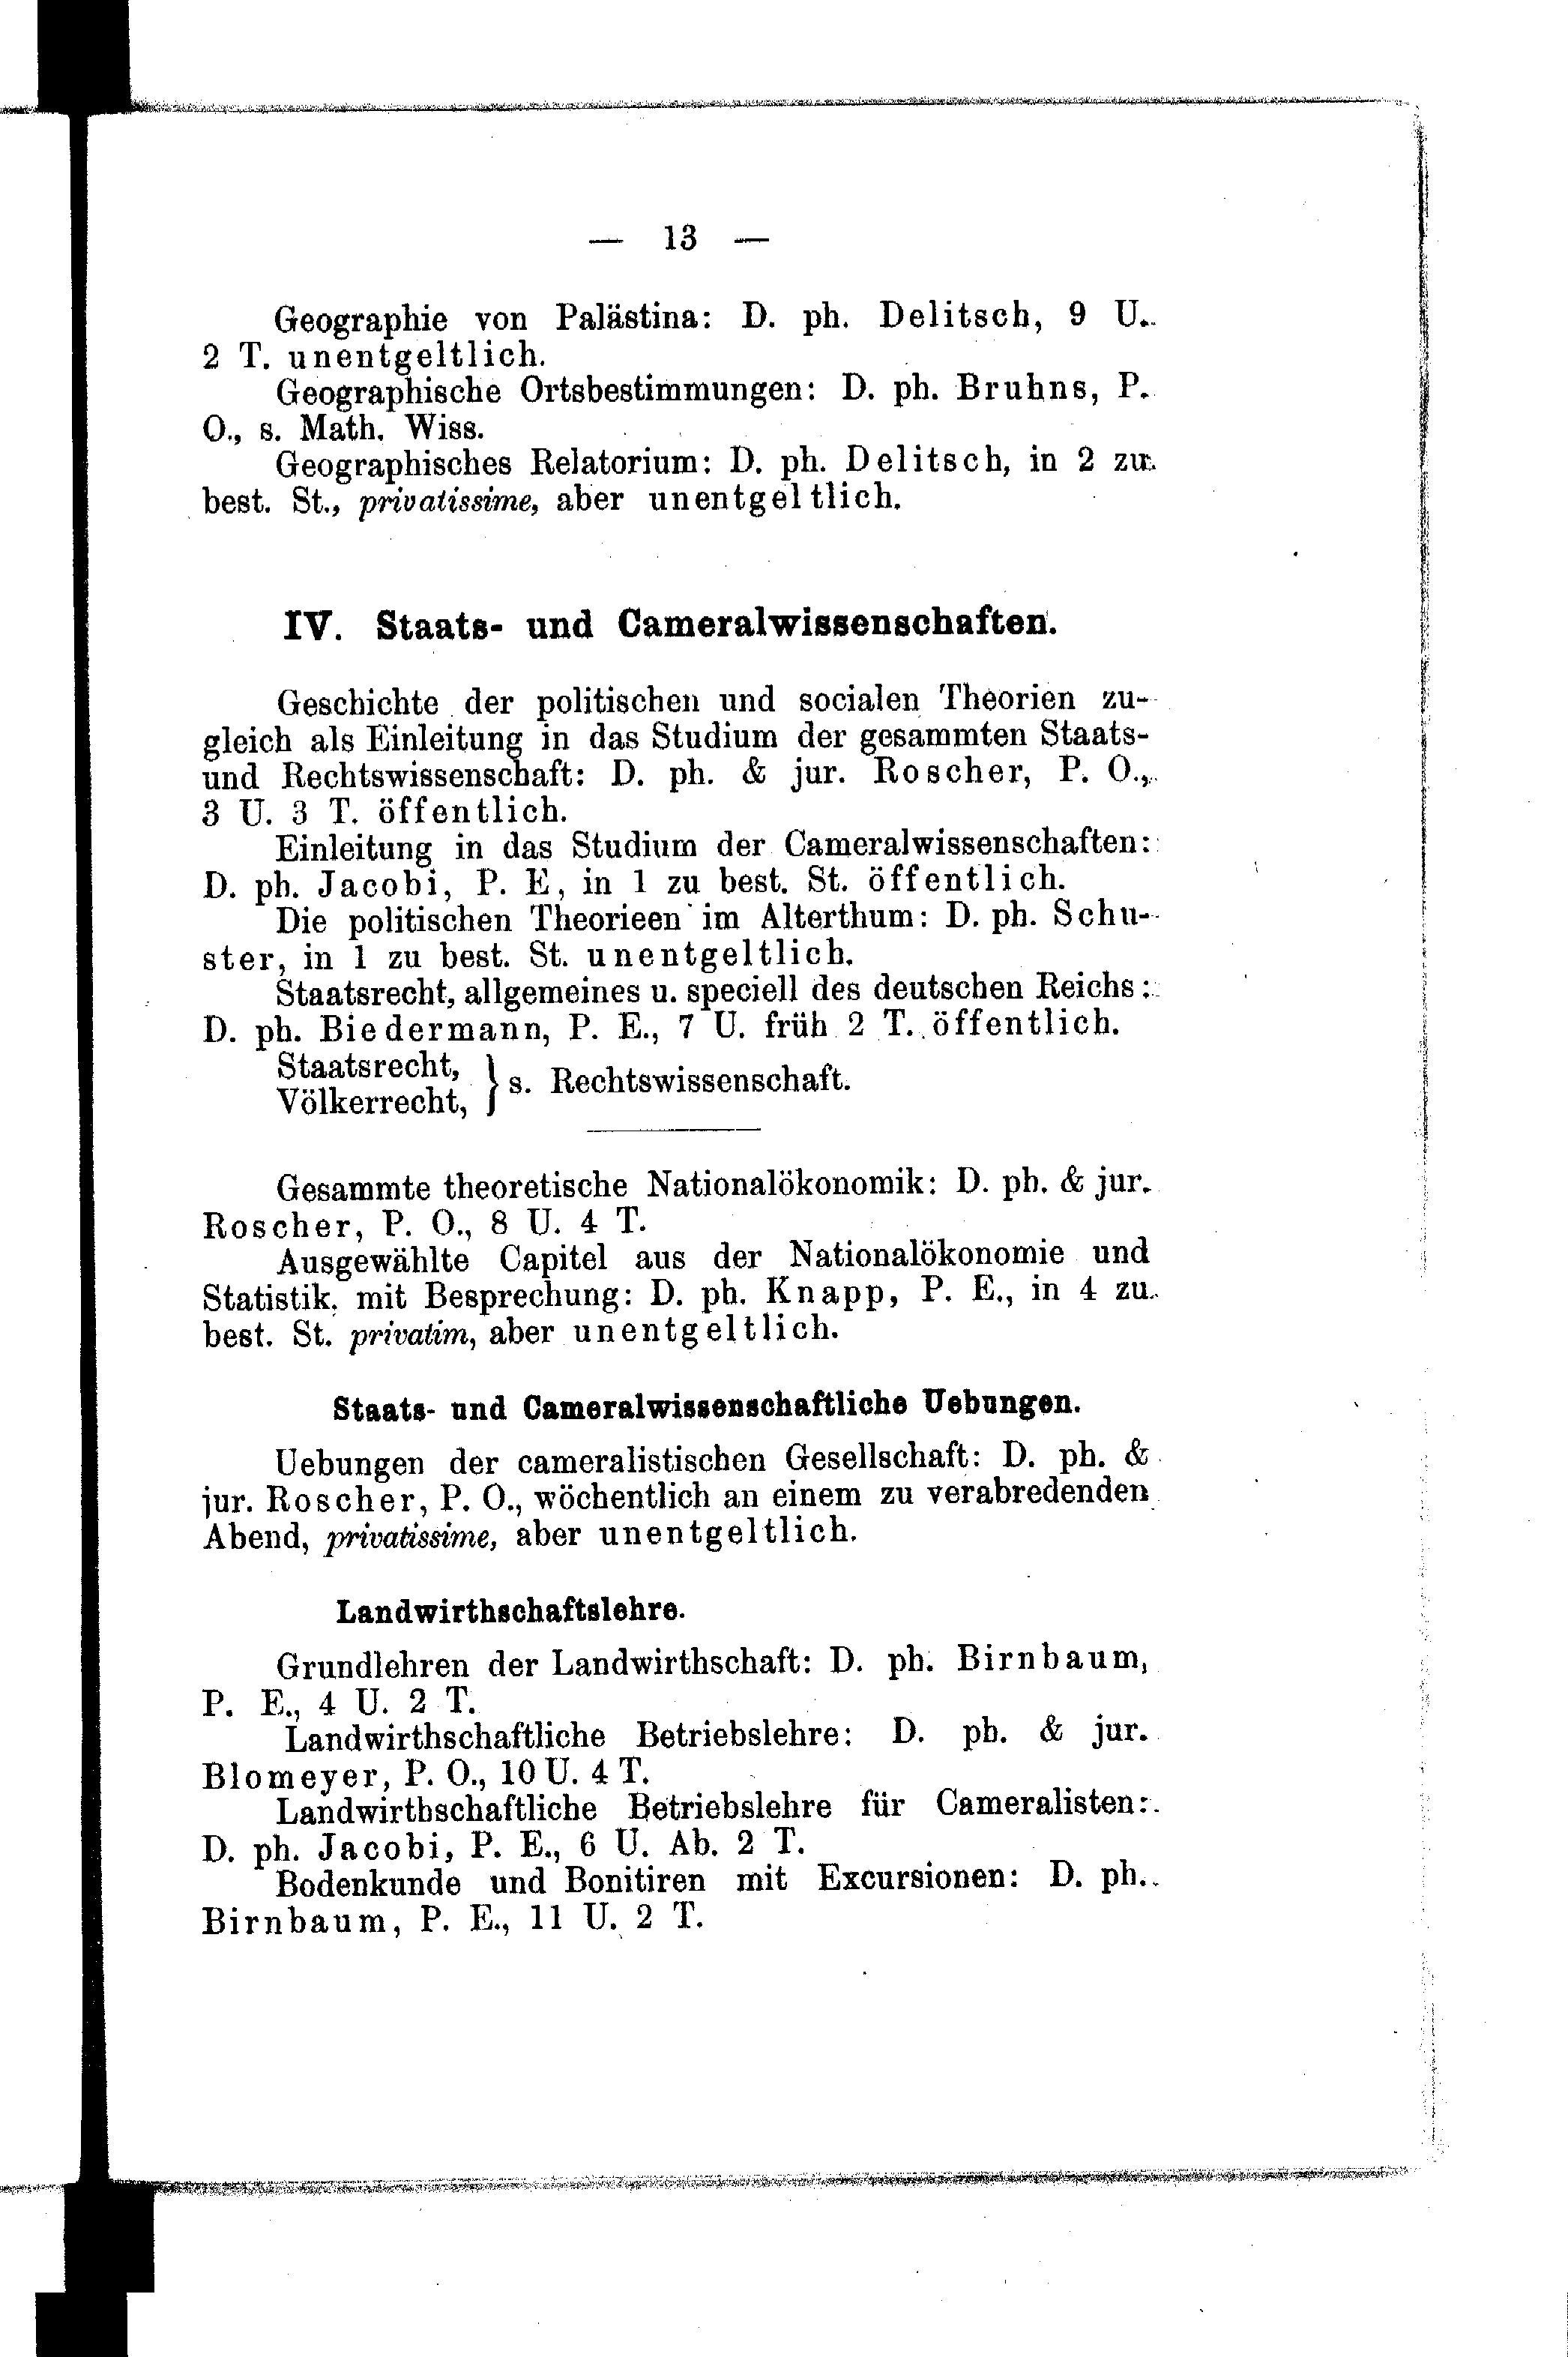 — 13 —
Geographie von Palästina: D. ph. Delitsch, 9 U.
2 T. unentgeltlich.
Geographische Ortsbestimmungen: D. ph. Bruhns, P.
O., s. Math. Wiss.
Geographisches Relatorium: D. ph. Delitsch, in 2 zu
best. St., privatissime, aber unentgeltlich.
IV. Staats- und Cameralwissenschaften.
Geschichte der politischen und socialen Theorien zu-
gleich als Einleitung in das Studium der gesammten Staats-
und Rechtswissenschaft: D. ph. & jur. Roscher, P. O.,
3 U. 3 T. öffentlich.
Einleitung in das Studium der Cameralwissenschaften:
D. ph. Jacobi, P. E, in 1 zu best. St. öffentlich.
Die politischen Theorieen im Alterthum: D. ph. Schu-
ster, in 1 zu best. St. unentgeltlich.
Staatsrecht, allgemeines u. speciell des deutschen Reichs:
D. ph. Biedermann, P. E., 7 U. früh 2 T. öffentlich.
Staatsrecht,
Völkerrecht, } s. Rechtswissenschaft.
Gesammte theoretische Nationalökonomik: D. ph. & jur.
Roscher, P. O., 8 U. 4 T.
Ausgewählte Capitel aus der Nationalökonomie und
Statistik, mit Besprechung: D. ph. Knapp, P. E., in 4 zu
best. St. privatim, aber unentgeltlich.
Staats- und Cameralwissenschaftliche Uebungen.
Uebungen der cameralistischen Gesellschaft: D. ph. &
jur. Roscher, P. O., wöchentlich an einem zu verabredenden
Abend, privatissime, aber unentgeltlich.
Landwirthschaftslehre.
Grundlehren der Landwirthschaft: D. ph. Birnbaum,
P. E., 4 U. 2 T.
Landwirthschaftliche Betriebslehre: D. ph. & jur.
Blomeyer, P. O., 10 U. 4 T.
Landwirthschaftliche Betriebslehre für Cameralisten:
D. ph. Jacobi, P. E., 6 U. Ab. 2 T.
Bodenkunde und Bonitiren mit Excursionen: D. ph.
Birnbaum, P. E., 11 U. 2 T.